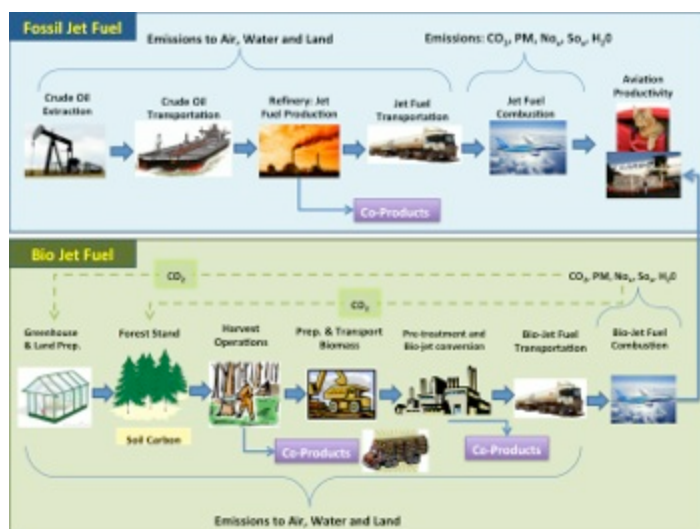 Fossil Jet Fuel
Emissions to Air, Water and Land
Emissions: CO₂, PM, Noₓ, Soₓ, H₂0
Crude Oil
Extraction
Crude Oil
Transportation
Refinery: Jet
Fuel Production
Jet Fuel
Transportation
Jet Fuel
Combustion
Aviation
Productivity
Co-Products
Bio Jet Fuel
CO₂
CO₂, PM, Noₓ, Soₓ, H₂0
CO₂
Greenhouse
& Land Prep.
Forest Stand
Harvest
Operations
Prep. & Transport
Biomass
Pre-treatment and
Bio-jet conversion
Bio-Jet Fuel
Transportation
Bio-Jet Fuel
Combustion
Soil Carbon
Co-Products
Co-Products
Emissions to Air, Water and Land